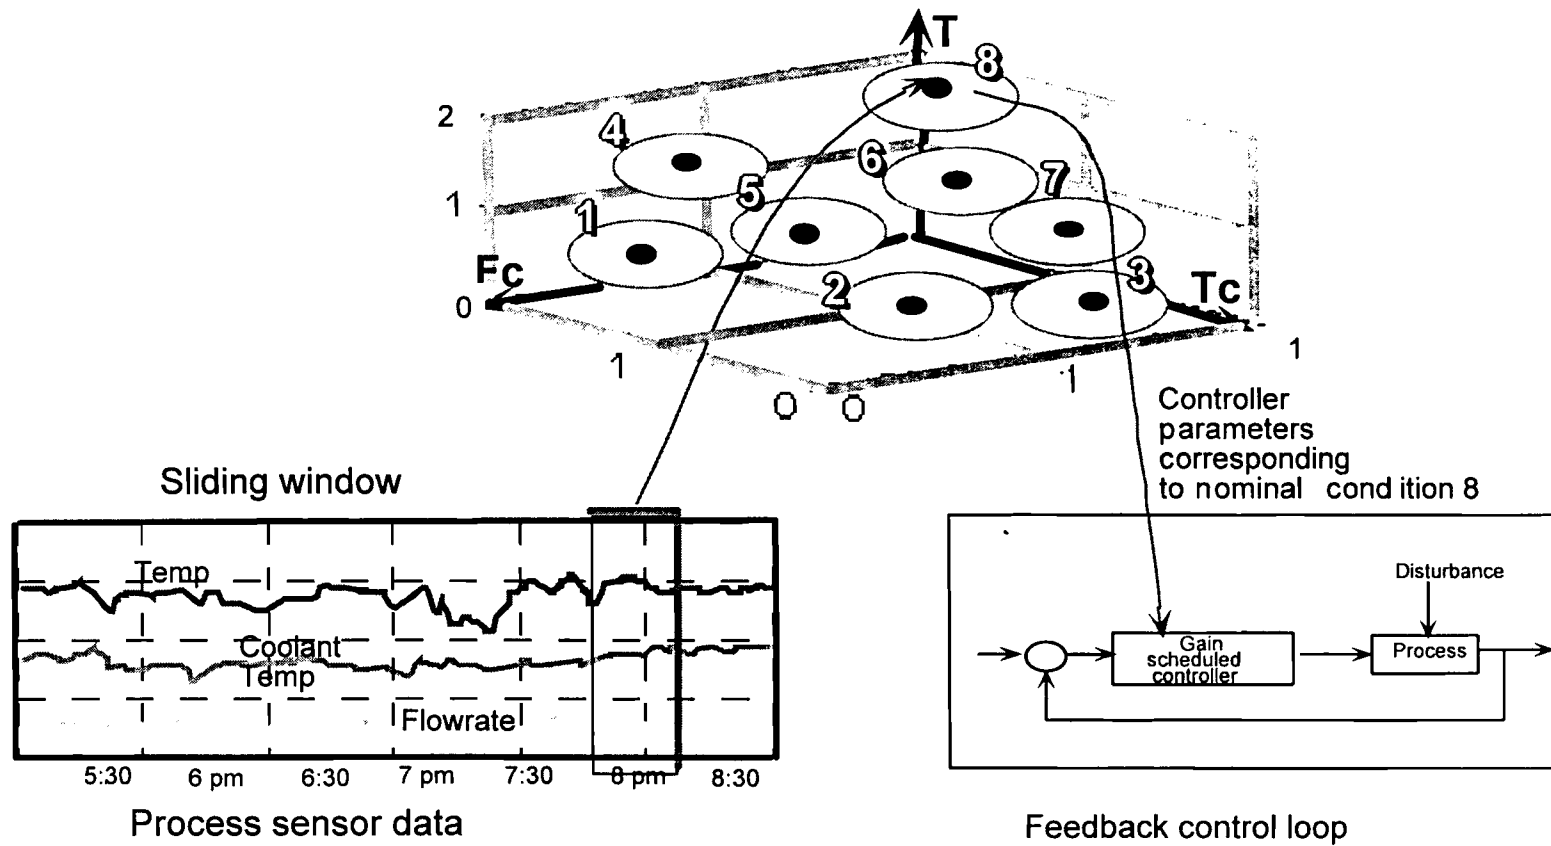 T
8
2
4
6
7
5
1
1
Fc
3
2
Tc
0
1
1
1
0
0
Controller
parameters
corresponding
to nominal cond ition 8
Sliding window
Temp
Coolant
Temp
Flowrate
5:30 6 pm 6:30 7 pm 7:30 8 pm 8:30
Process sensor data
Disturbance
Gain
scheduled
controller
Process
Feedback control loop